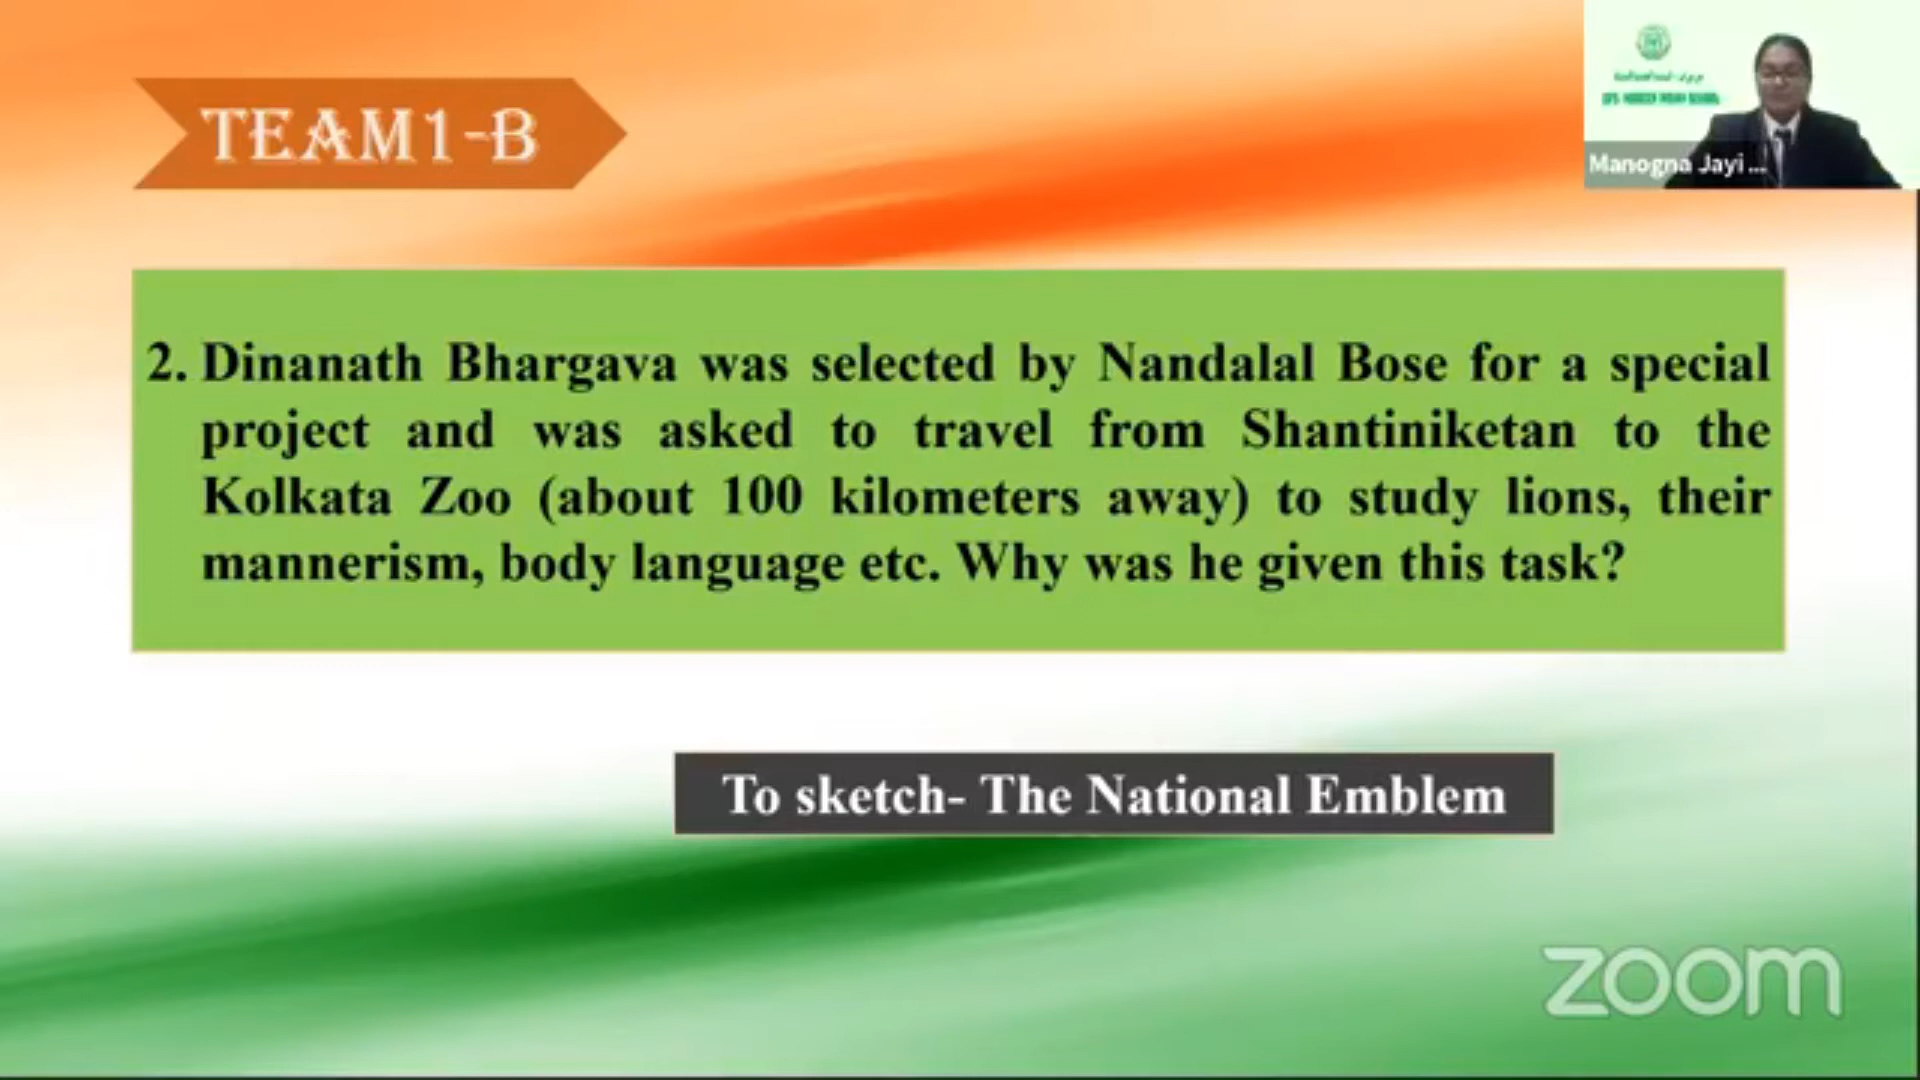 TEAM1-B
Manogna Jayi...
2. Dinanath Bhargava was selected by Nandalal Bose for a special
project and was asked to travel from Shantiniketan to the
Kolkata Zoo (about 100 kilometers away) to study lions, their
mannerism, body language etc. Why was he given this task?
To sketch- The National Emblem
zoom